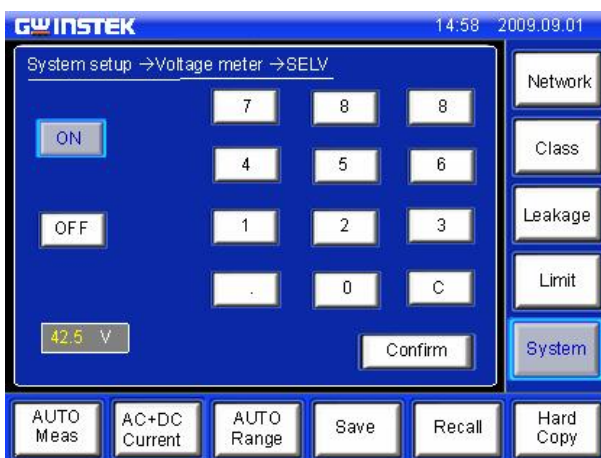 GWINSTEK 14:58 2009.09.01
System setup →Voltage meter →SELV
ON
OFF
7 8 8
4 5 6
1 2 3
. 0 C
42.5 V
Confirm
Network
Class
Leakage
Limit
System
AUTO
Meas
AC+DC
Current
AUTO
Range
Save
Recall
Hard
Copy